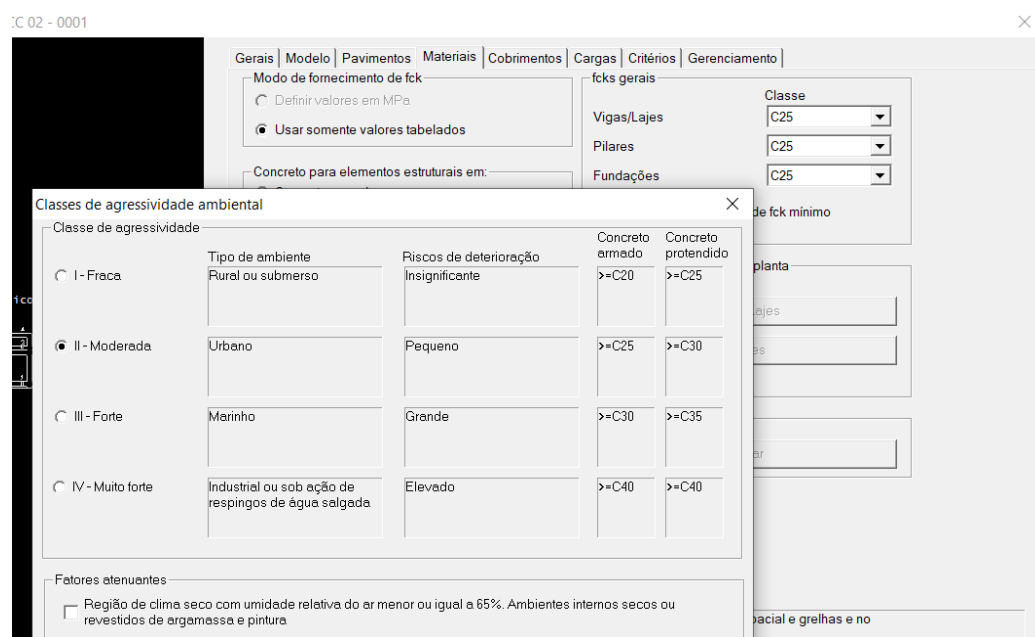 CC 02 - 0001
Gerais Modelo Pavimentos Materiais Cobrimentos Cargas Critérios Gerenciamento
Modo de fornecimento de fck
Definir valores em MPa
Usar somente valores tabelados
fcks gerais
Classe
Vigas/Lajes C25
Pilares C25
Fundações C25
Concreto para elementos estruturais em:
de fck mínimo
planta
Classes de agressividade ambiental
Classe de agressividade
Tipo de ambiente
Riscos de deterioração
Concreto armado
Concreto protendido
I - Fraca
Rural ou submerso
Insignificante
>=C20
>=C25
II - Moderada
Urbano
Pequeno
>=C25
>=C30
III - Forte
Marinho
Grande
>=C30
>=C35
IV - Muito forte
Industrial ou sob ação de
respingos de água salgada
Elevado
>=C40
>=C40
Fatores atenuantes
Região de clima seco com umidade relativa do ar menor ou igual a 65%. Ambientes internos secos ou
revestidos de argamassa e pintura
pacial e grelhas e no